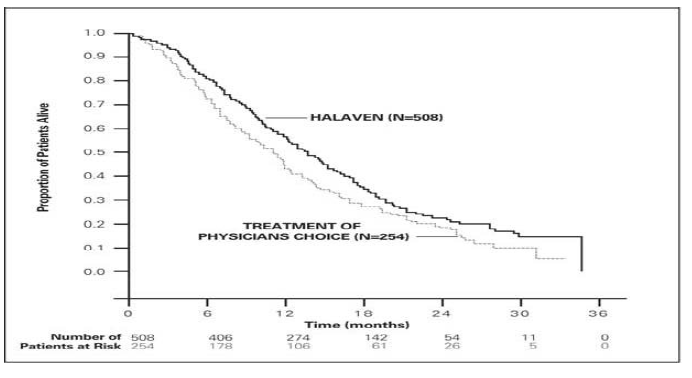 Proportion of Patients Alive
1.0
0.9
0.8
0.7
0.6
0.5
0.4
0.3
0.2
0.1
0.0
HALAVEN (N=508)
TREATMENT OF
PHYSICIANS CHOICE (N=254)
0 6 12 18 24 30 36
Time (months)
Number of 508 406 274 142 54 11 0
Patients at Risk 254 178 106 61 26 5 0